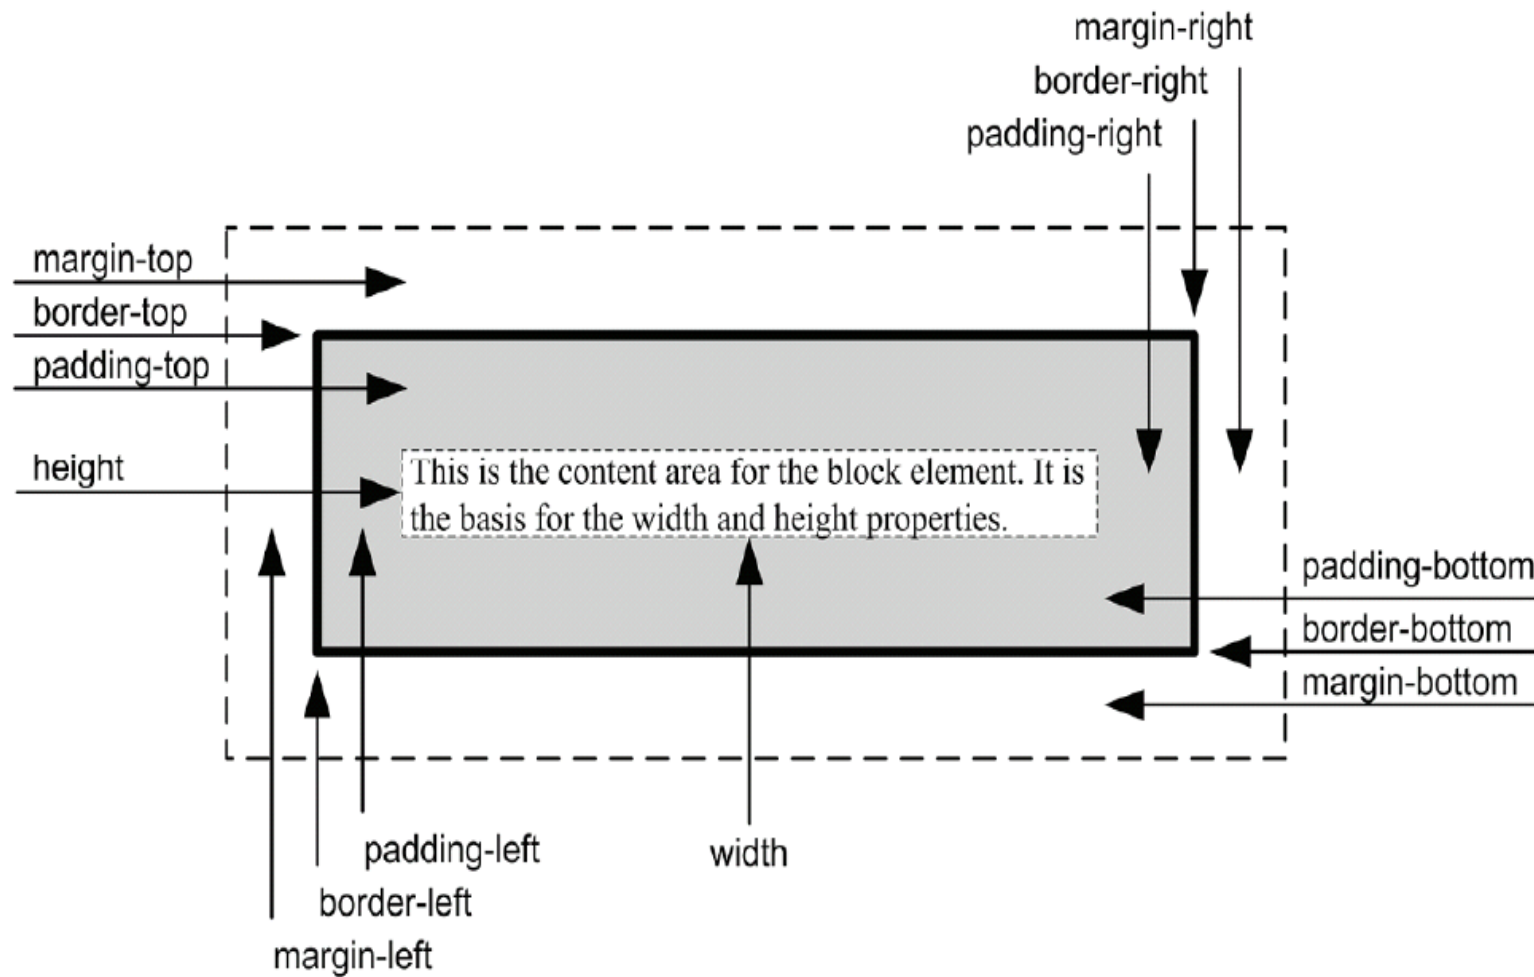 margin-right
border-right
padding-right
margin-top
border-top
padding-top
height
This is the content area for the block element. It is
the basis for the width and height properties.
padding-bottom
border-bottom
margin-bottom
padding-left
width
border-left
margin-left